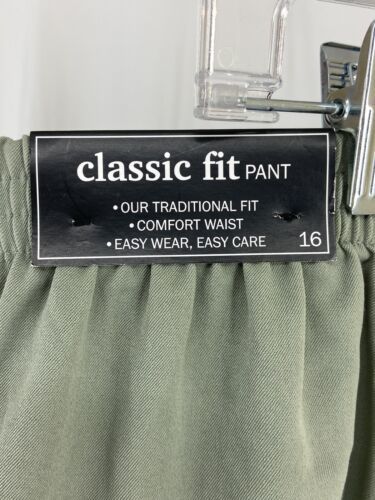 classic fit PANT
• OUR TRADITIONAL FIT
• COMFORT WAIST
• EASY WEAR, EASY CARE 16